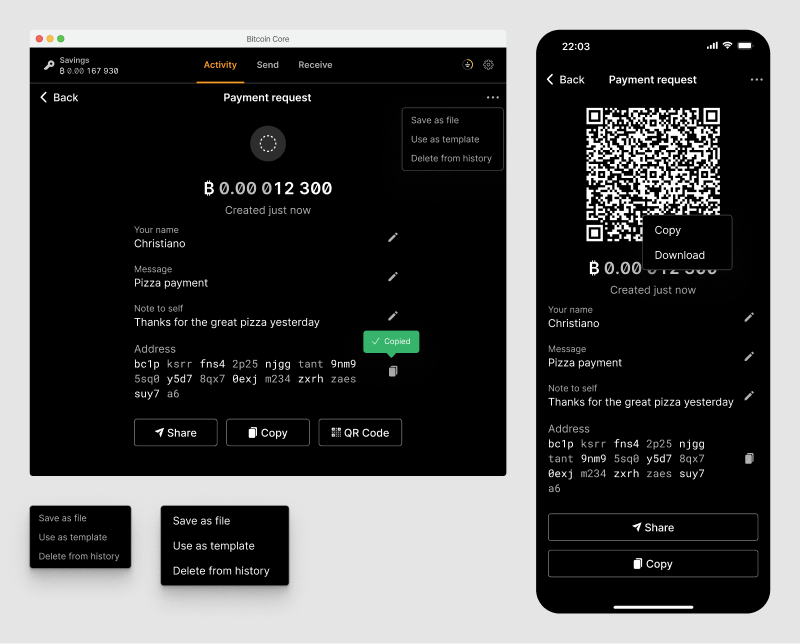 Bitcoin Core
Savings
₿ 0.00 167 930
Activity
Send
Receive
Back
Payment request
Save as file
Use as template
Delete from history
₿ 0.00 012 300
Created just now
Your name
Christiano
Message
Pizza payment
Note to self
Thanks for the great pizza yesterday
Copied
Address
bc1p ksrr fns4 2p25 njgg tant 9nm9
5sq0 y5d7 8qx7 0exj m234 zxrh zaes
suy7 a6
Share
Copy
QR Code
Save as file
Use as template
Delete from history
Save as file
Use as template
Delete from history
22:03
Back
Payment request
Copy
Download
₿ 0.00 012 300
Created just now
Your name
Christiano
Message
Pizza payment
Note to self
Thanks for the great pizza yesterday
Address
bc1p ksrr fns4 2p25 njgg
tant 9nm9 5sq0 y5d7 8qx7
0exj m234 zxrh zaes suy7
a6
Share
Copy